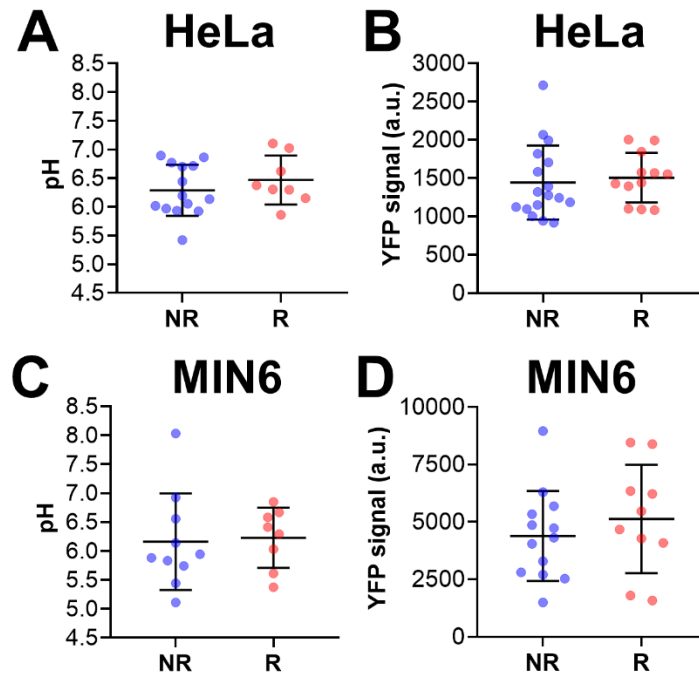 A HeLa
pH
8.5
8.0
7.5
7.0
6.5
6.0
5.5
5.0
4.5
NR R
B HeLa
YFP signal (a.u.)
3000
2500
2000
1500
1000
500
0
NR R
C MIN6
pH
8.5
8.0
7.5
7.0
6.5
6.0
5.5
5.0
4.5
NR R
D MIN6
YFP signal (a.u.)
10000
7500
5000
2500
0
NR R